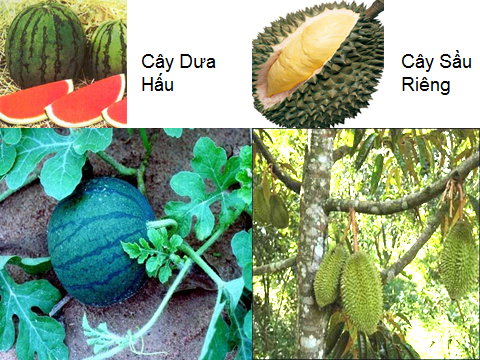 Cây Dưa
Hấu
Cây Sầu
Riêng